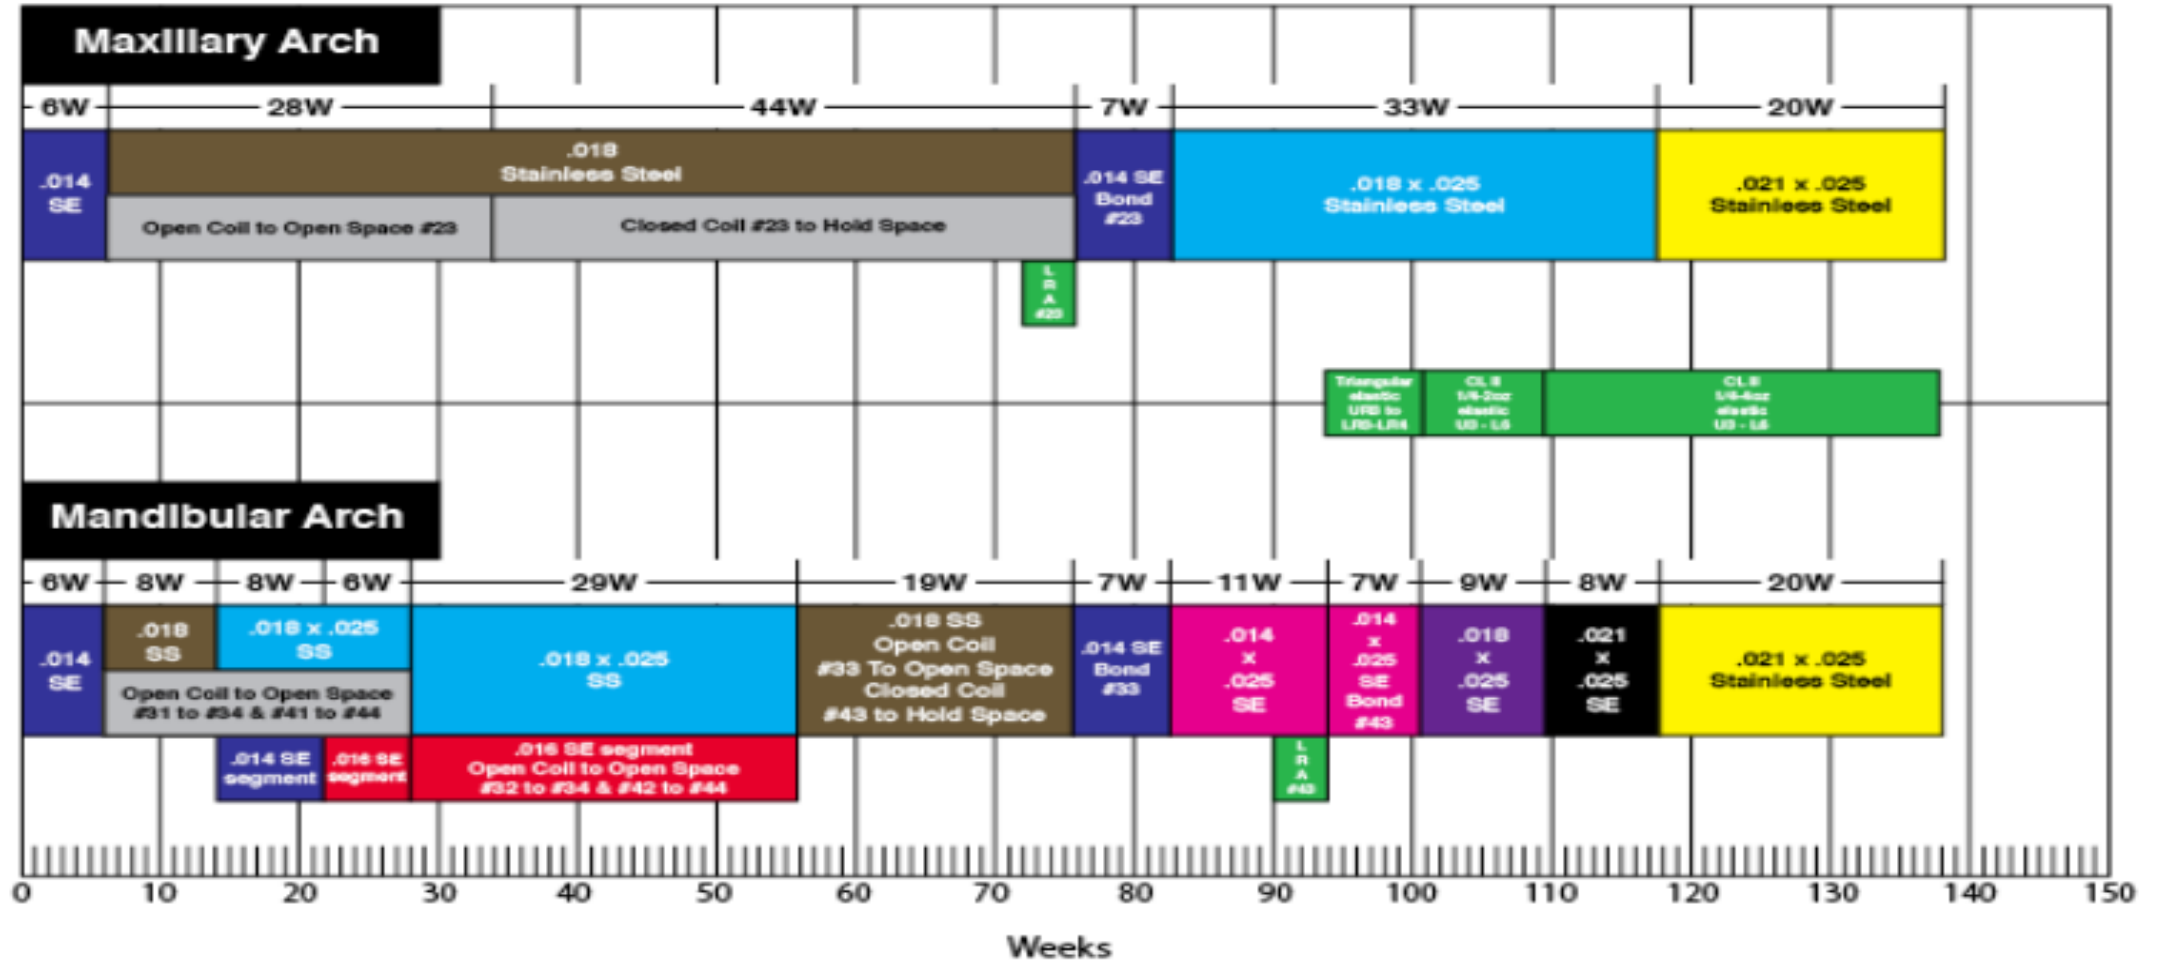 Maxillary Arch
6W 28W 44W 7W 33W 20W
.014
SE
.018
Stainless Steel
Open Coil to Open Space #23
Closed Coil #23 to Hold Space
.014 SE
Bond
#23
.018 x .025
Stainless Steel
.021 x .025
Stainless Steel
L
R
A
#23
Triangular
elastic
to
CL II
elastic
U3 - L6
CL II
elastic
U3 - L6
Mandibular Arch
6W 8W 8W 6W 29W 19W 7W 11W 7W 9W 8W 20W
.014
SE
.018
SS
.018 x .025
SS
Open Coil to Open Space
#31 to #34 & #41 to #44
.014 SE
segment
.016 SE
segment
.018 x .025
SS
.016 SE segment
Open Coil to Open Space
#32 to #34 & #42 to #44
.018 SS
Open Coil
#33 To Open Space
Closed Coil
#43 to Hold Space
.014 SE
Bond
#33
.014
x
.025
SE
L
R
A
#43
.014
x
.025
SE
Bond
#43
.018
x
.025
SE
.021
x
.025
SE
.021 x .025
Stainless Steel
0 10 20 30 40 50 60 70 80 90 100 110 120 130 140 150
Weeks